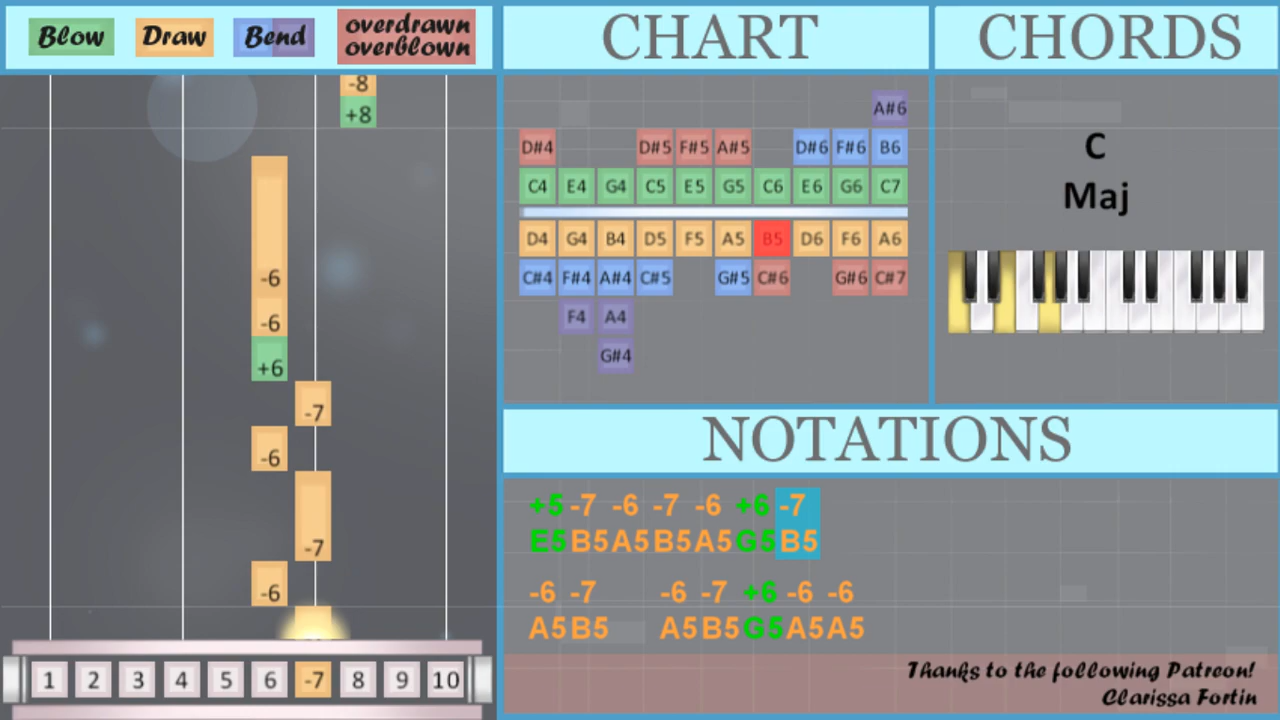 Blow Draw Bend overdrawn
overblown
CHART
CHORDS
-8
+8
-6
-6
+6
-7
-6
-7
-6
1 2 3 4 5 6 -7 8 9 10
A#6
D#4 D#5 F#5 A#5 D#6 F#6 B6
C4 E4 G4 C5 E5 G5 C6 E6 G6 C7
D4 G4 B4 D5 F5 A5 B5 D6 F6 A6
C#4 F#4 A#4 C#5 G#5 C#6 G#6 C#7
F4 A4
G#4
C
Maj
NOTATIONS
+5 -7 -6 -7 -6 +6 -7
E5 B5 A5 B5 A5 G5 B5
-6 -7 -6 -7 +6 -6 -6
A5 B5 A5 B5 G5 A5 A5
Thanks to the following Patreon!
Clarissa Fortin